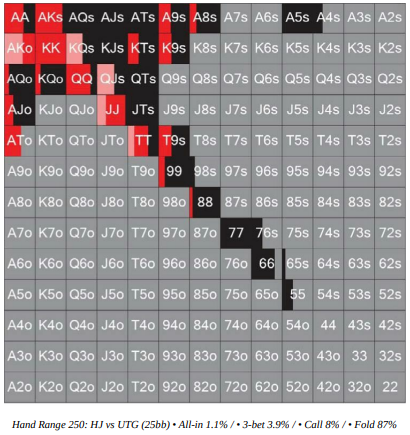 AA AKs AQs AJs ATs A9s A8s A7s A6s A5s A4s A3s A2s
AKo KK KQs KJs KTs K9s K8s K7s K6s K5s K4s K3s K2s
AQo KQo QQ QJs QTs Q9s Q8s Q7s Q6s Q5s Q4s Q3s Q2s
AJo KJo QJo JJ JTs J9s J8s J7s J6s J5s J4s J3s J2s
ATo KTo QTo JTo TT T9s T8s T7s T6s T5s T4s T3s T2s
A9o K9o Q9o J9o T9o 99 98s 97s 96s 95s 94s 93s 92s
A8o K8o Q8o J8o T8o 98o 88 87s 86s 85s 84s 83s 82s
A7o K7o Q7o J7o T7o 97o 87o 77 76s 75s 74s 73s 72s
A6o K6o Q6o J6o T6o 96o 86o 76o 66 65s 64s 63s 62s
A5o K5o Q5o J5o T5o 95o 85o 75o 65o 55 54s 53s 52s
A4o K4o Q4o J4o T4o 94o 84o 74o 64o 54o 44 43s 42s
A3o K3o Q3o J3o T3o 93o 83o 73o 63o 53o 43o 33 32s
A2o K2o Q2o J2o T2o 92o 82o 72o 62o 52o 42o 32o 22
Hand Range 250: HJ vs UTG (25bb) • All-in 1.1% / • 3-bet 3.9% / • Call 8% / • Fold 87%